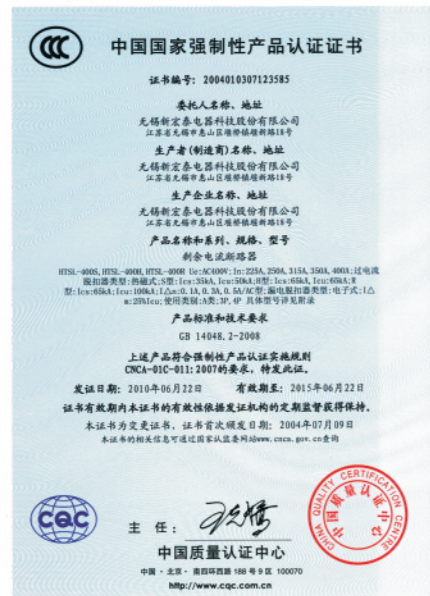 中国国家强制性产品认证证书
证书编号：2004010307123585
委托人名称、地址
无锡新宏泰电器科技股份有限公司
江苏省无锡市惠山区堰桥镇堰新路18号
生产者(制造商)名称、地址
无锡新宏泰电器科技股份有限公司
江苏省无锡市惠山区堰桥镇堰新路18号
生产企业名称、地址
无锡新宏泰电器科技股份有限公司
江苏省无锡市惠山区堰桥镇堰新路18号
产品名称和系列、规格、型号
剩余电流断路器
HTSL-400S, HTSL-400H, HTSL-400R Ue:AC400V; In:225A, 250A, 315A, 350A, 400A;过电流
脱扣器类型:热磁式;S型:Ics:35kA, Icu:50kA;H型:Ics:65kA, Icu:65kA;R
型:Ics:65kA;Icu:100kA;I△n:0.1A, 0.3A, 0.5A/AC型;漏电脱扣器类型:电子式;I△
m:25%Icu;使用类别:A类;3P, 4P 具体型号详见附录
产品标准和技术要求
GB 14048.2-2008
上述产品符合强制性产品认证实施规则
CNCA-01C-011:2007的要求，特发此证。
发证日期：2010年06月22日 有效期至：2015年06月22日
证书有效期内本证书的有效性依据发证机构的定期监督获得保持。
本证书为变更证书，证书首次颁发日期：2004年07月09日
本证书的相关信息可通过国家认监委网站www.cnca.gov.cn查询
CQC
主任：
CHINA QUALITY CERTIFICATION CENTRE
中国质量认证中心
中国质量认证中心
中国·北京·南四环西路188号9区 100070
http://www.cqc.com.cn